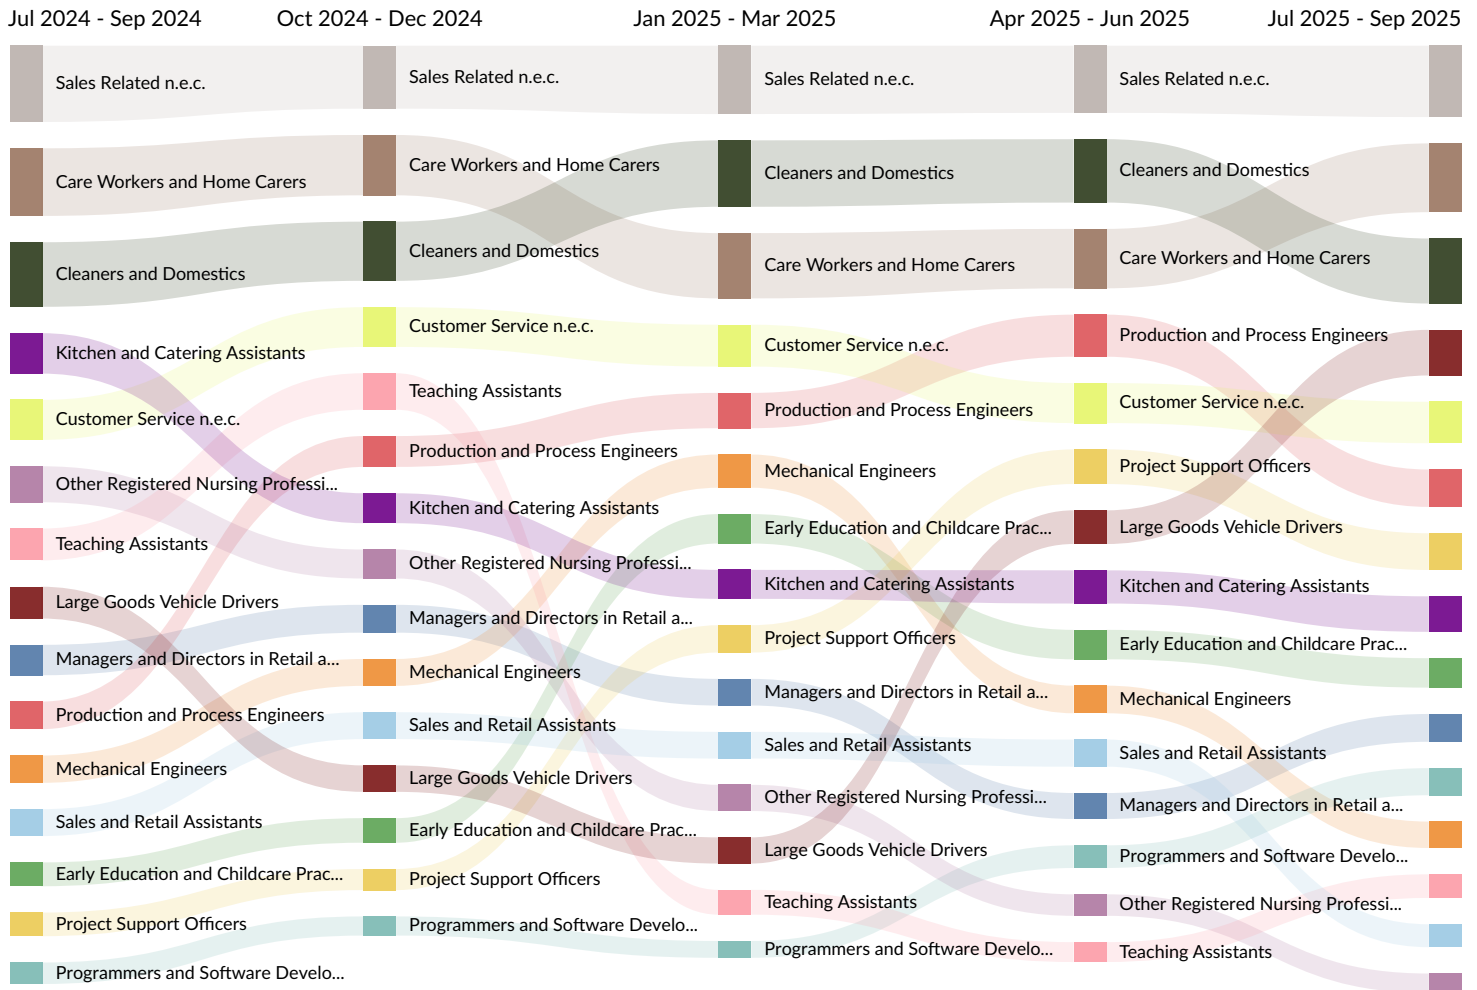 Jul 2024 - Sep 2024
Oct 2024 - Dec 2024
Jan 2025 - Mar 2025
Apr 2025 - Jun 2025
Jul 2025 - Sep 2025
Sales Related n.e.c.
Care Workers and Home Carers
Cleaners and Domestics
Kitchen and Catering Assistants
Customer Service n.e.c.
Other Registered Nursing Professi...
Teaching Assistants
Large Goods Vehicle Drivers
Managers and Directors in Retail a...
Production and Process Engineers
Mechanical Engineers
Sales and Retail Assistants
Early Education and Childcare Prac...
Project Support Officers
Programmers and Software Develo...
Sales Related n.e.c.
Care Workers and Home Carers
Cleaners and Domestics
Customer Service n.e.c.
Teaching Assistants
Production and Process Engineers
Kitchen and Catering Assistants
Other Registered Nursing Professi...
Managers and Directors in Retail a...
Mechanical Engineers
Sales and Retail Assistants
Large Goods Vehicle Drivers
Early Education and Childcare Prac...
Project Support Officers
Programmers and Software Develo...
Sales Related n.e.c.
Cleaners and Domestics
Care Workers and Home Carers
Customer Service n.e.c.
Production and Process Engineers
Mechanical Engineers
Early Education and Childcare Prac...
Kitchen and Catering Assistants
Project Support Officers
Managers and Directors in Retail a...
Sales and Retail Assistants
Other Registered Nursing Professi...
Large Goods Vehicle Drivers
Teaching Assistants
Programmers and Software Develo...
Sales Related n.e.c.
Cleaners and Domestics
Care Workers and Home Carers
Production and Process Engineers
Customer Service n.e.c.
Project Support Officers
Large Goods Vehicle Drivers
Kitchen and Catering Assistants
Early Education and Childcare Prac...
Mechanical Engineers
Sales and Retail Assistants
Managers and Directors in Retail a...
Programmers and Software Develo...
Other Registered Nursing Professi...
Teaching Assistants